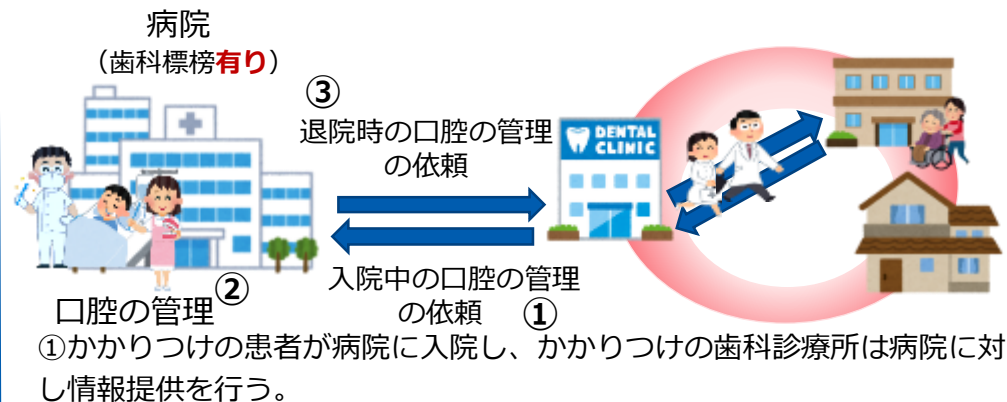 病院
（歯科標榜有り）
③
退院時の口腔の管理
の依頼
DENTAL
CLINIC
入院中の口腔の管理
の依頼 ①
口腔の管理②
①かかりつけの患者が病院に入院し、かかりつけの歯科診療所は病院に対
し情報提供を行う。